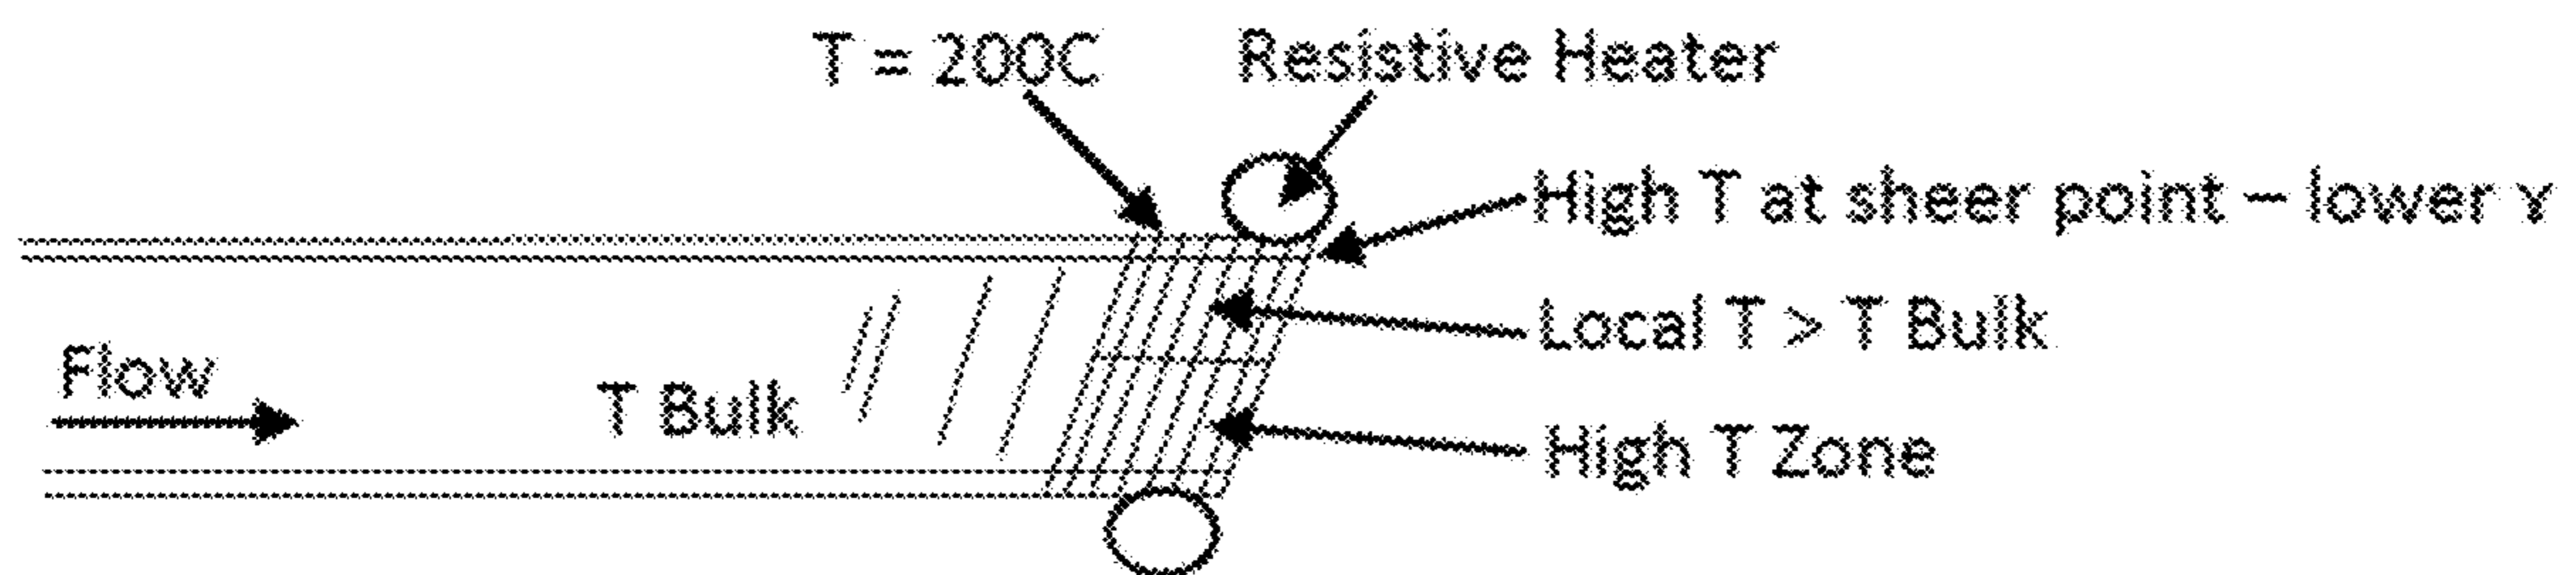 T = 200C
Resistive Heater
High T at sheer point – lower γ
Local T > T Bulk
Flow
T Bulk
High T Zone